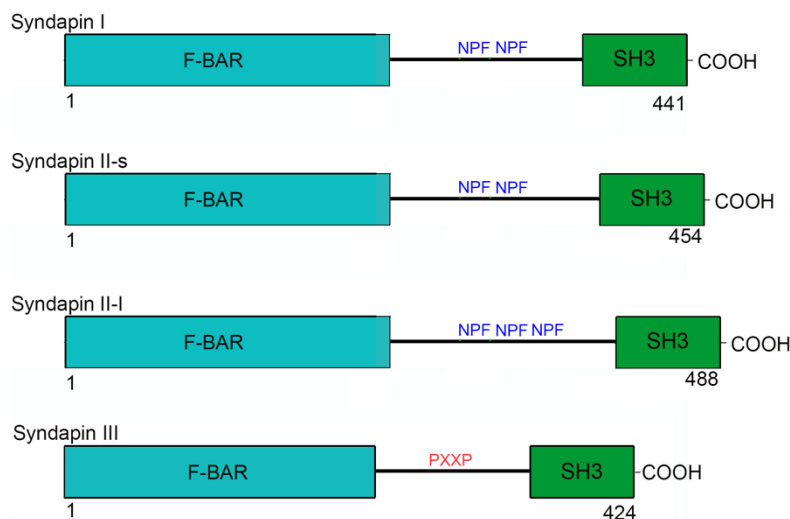 Syndapin I
F-BAR NPF NPF SH3 COOH
1 441
Syndapin II-s
F-BAR NPF NPF SH3 COOH
1 454
Syndapin II-l
F-BAR NPF NPF NPF SH3 COOH
1 488
Syndapin III
F-BAR PXXP SH3 COOH
1 424